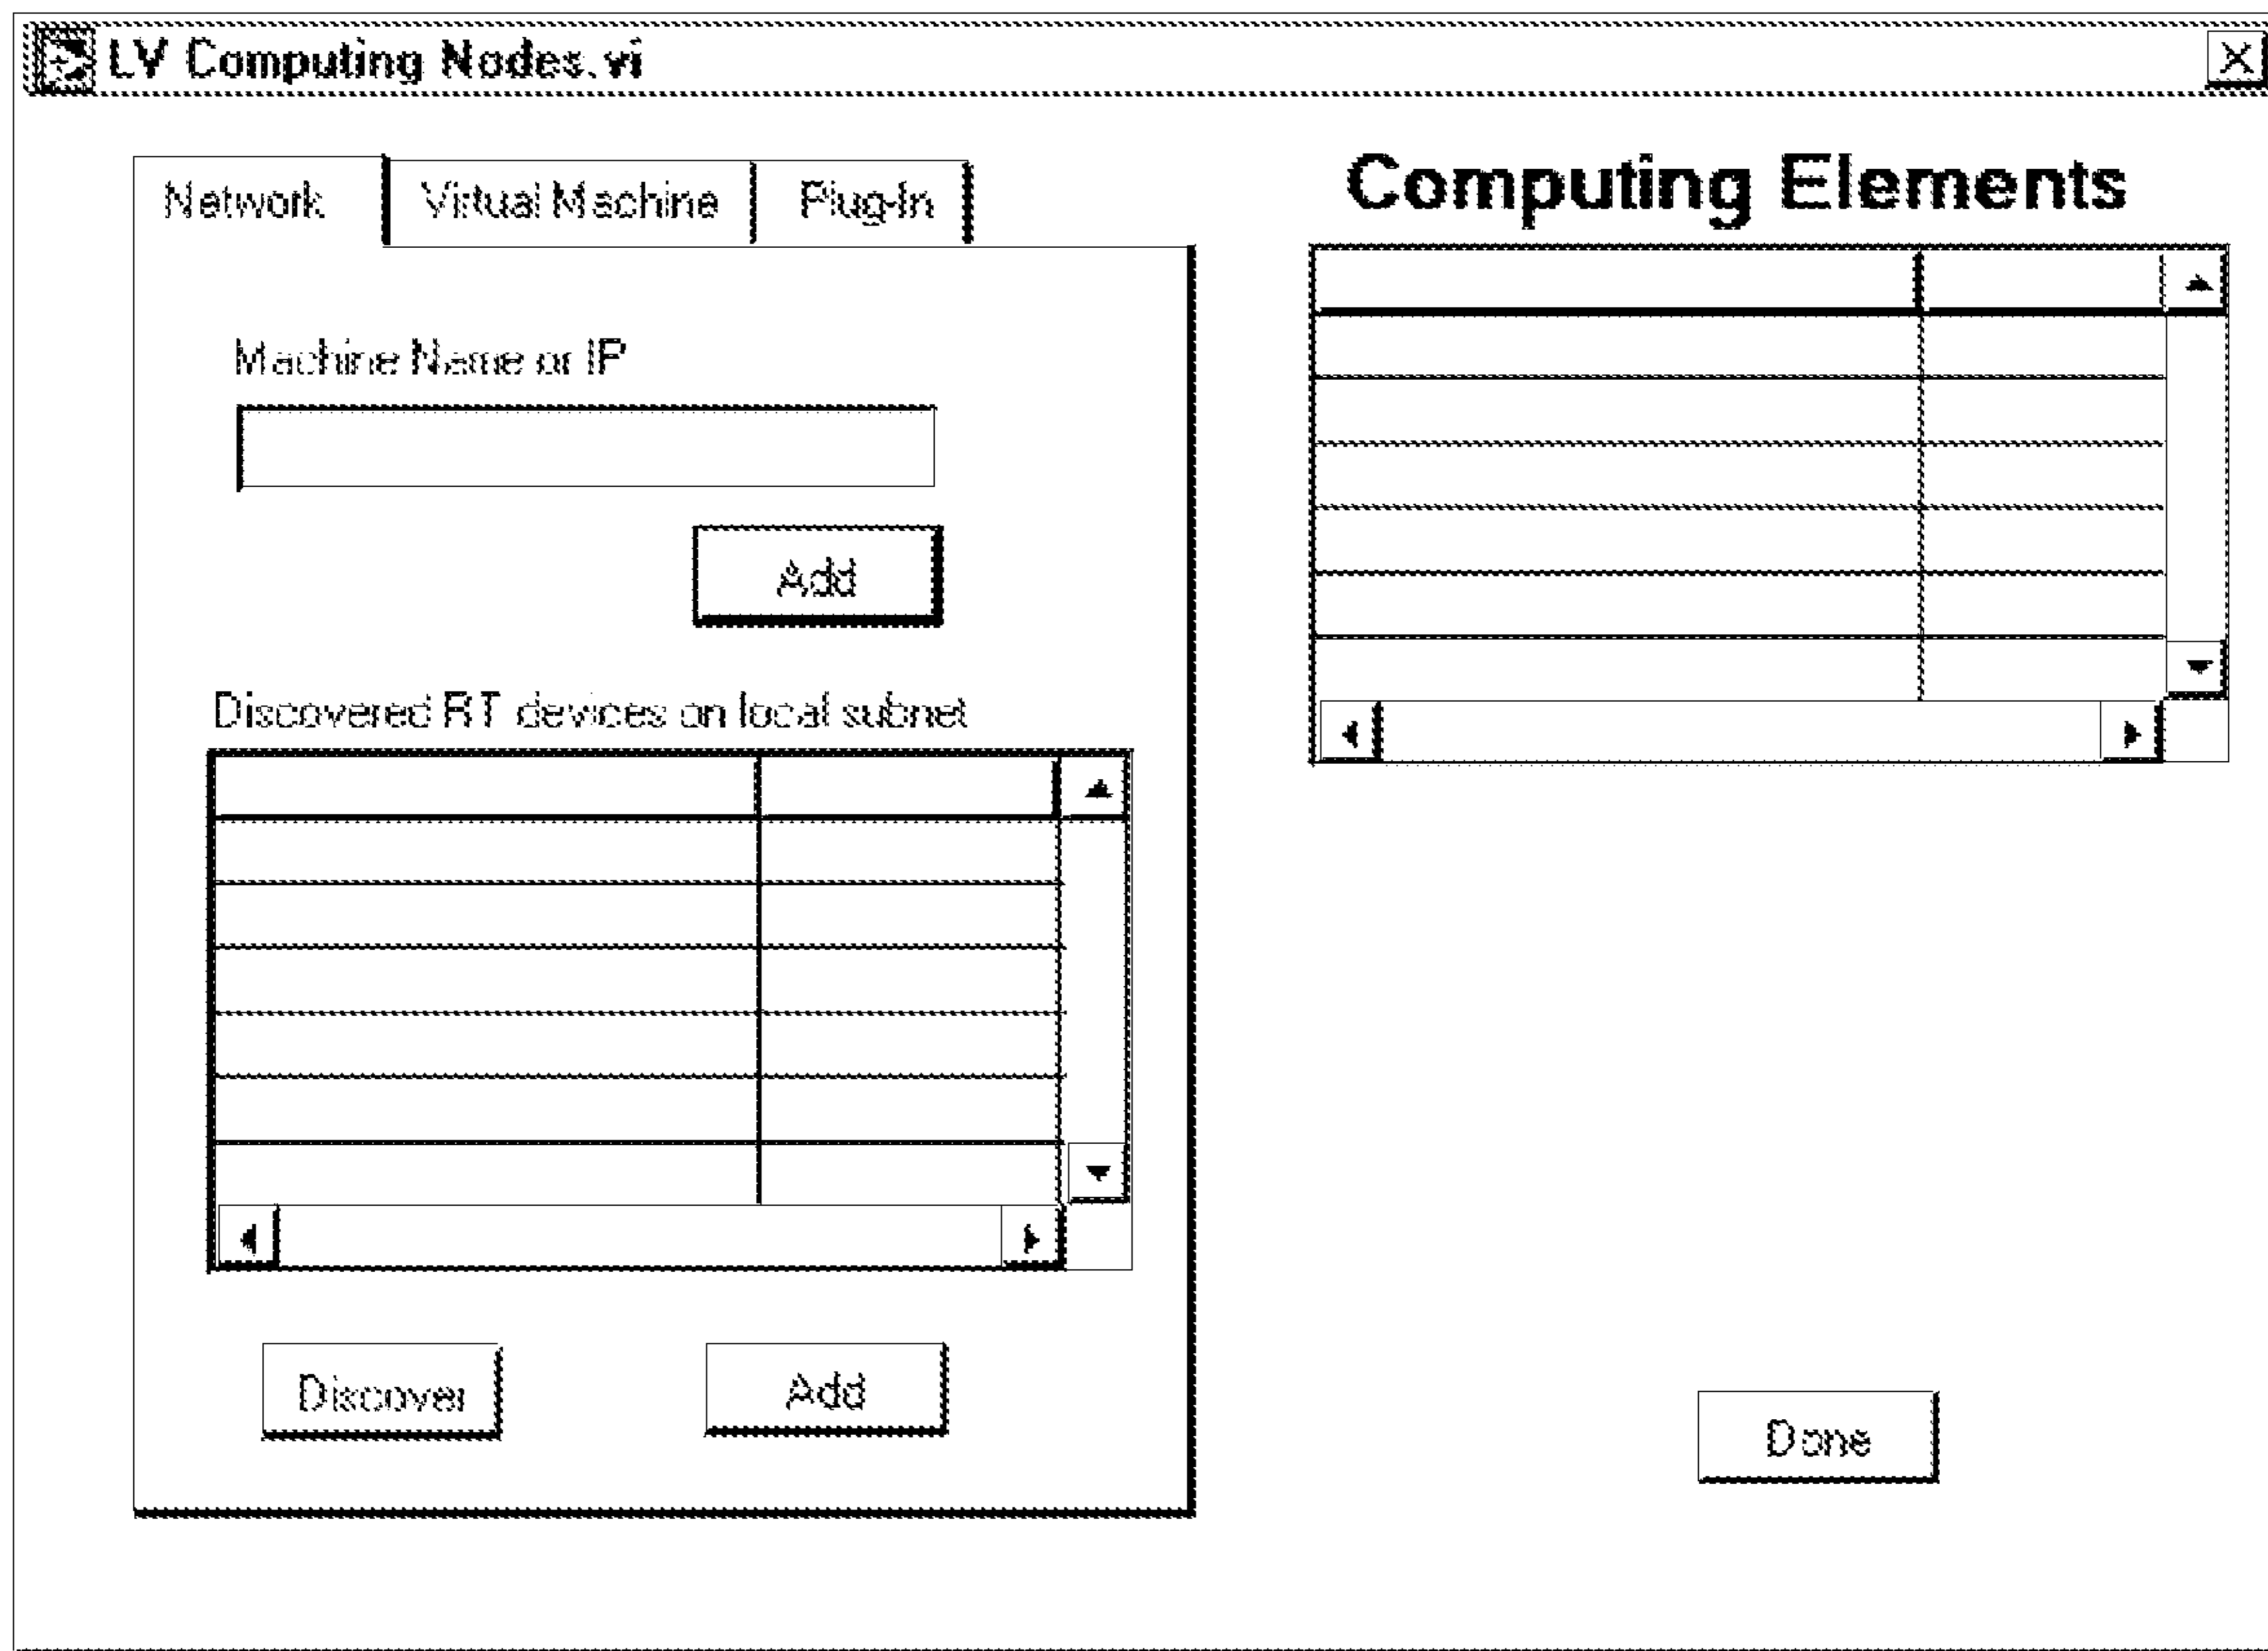 LV Computing Nodes.vi
Network Virtual Machine Plug-In
Machine Name or IP
Add
Discovered RT devices on local subnet
Discover Add
Computing Elements
Done